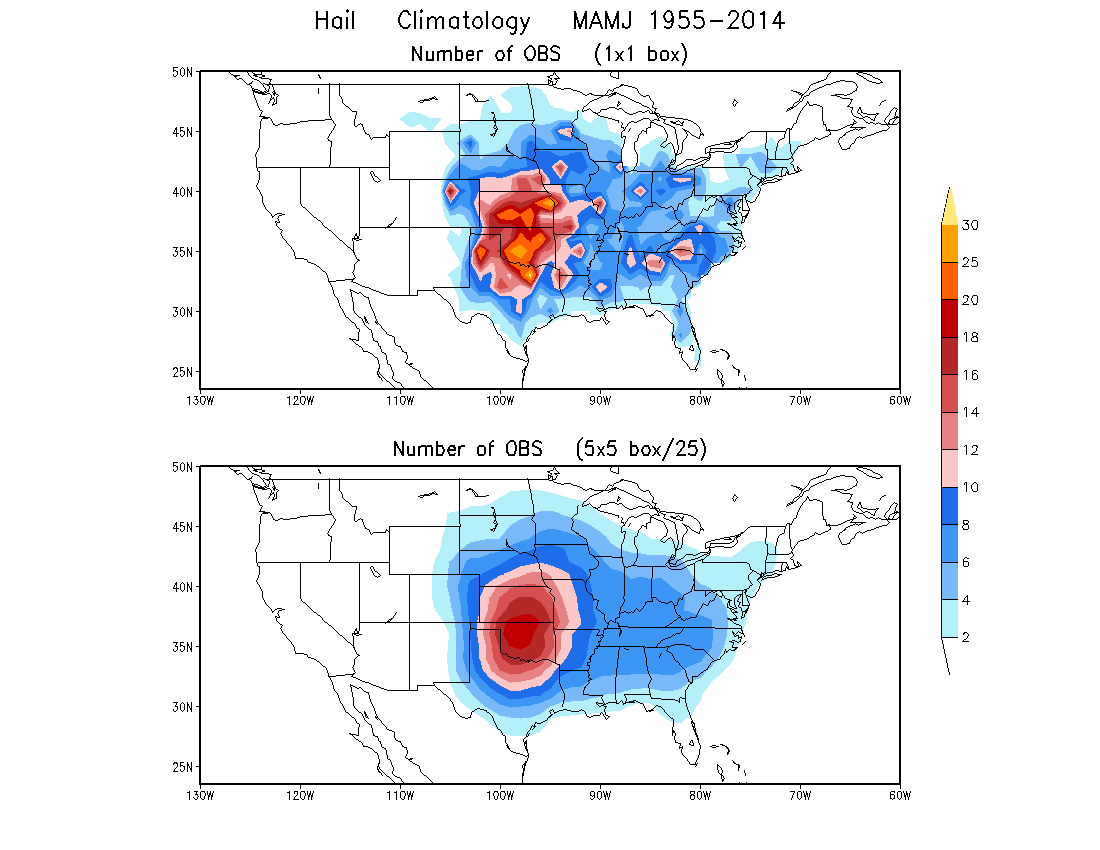 Hail Climatology MAMJ 1955-2014
Number of OBS (1x1 box)
50N
45N
40N
35N
30N
25N
130W 120W 110W 100W 90W 80W 70W 60W
Number of OBS (5x5 box/25)
50N
45N
40N
35N
30N
25N
130W 120W 110W 100W 90W 80W 70W 60W
30
25
20
18
16
14
12
10
8
6
4
2